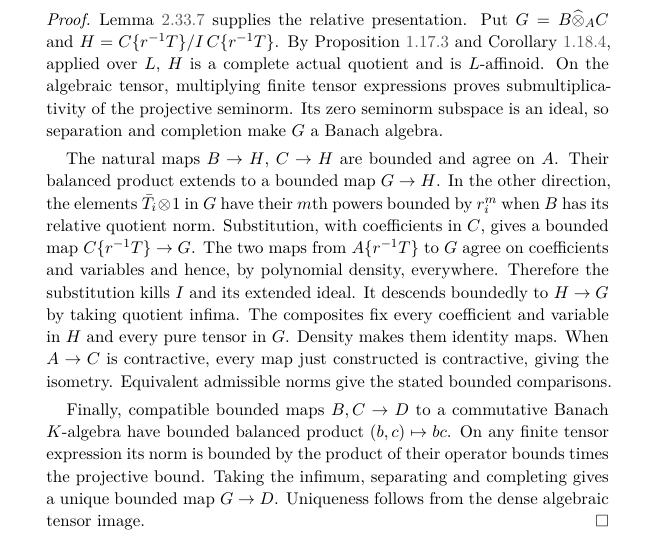 Proof. Lemma 2.33.7 supplies the relative presentation. Put G = B⊗̂_A C
and H = C{r⁻¹T}/I C{r⁻¹T}. By Proposition 1.17.3 and Corollary 1.18.4,
applied over L, H is a complete actual quotient and is L-affinoid. On the
algebraic tensor, multiplying finite tensor expressions proves submultiplica-
tivity of the projective seminorm. Its zero seminorm subspace is an ideal, so
separation and completion make G a Banach algebra.
The natural maps B → H, C → H are bounded and agree on A. Their
balanced product extends to a bounded map G → H. In the other direction,
the elements T̄ᵢ⊗1 in G have their mth powers bounded by rᵢᵐ when B has its
relative quotient norm. Substitution, with coefficients in C, gives a bounded
map C{r⁻¹T} → G. The two maps from A{r⁻¹T} to G agree on coefficients
and variables and hence, by polynomial density, everywhere. Therefore the
substitution kills I and its extended ideal. It descends boundedly to H → G
by taking quotient infima. The composites fix every coefficient and variable
in H and every pure tensor in G. Density makes them identity maps. When
A → C is contractive, every map just constructed is contractive, giving the
isometry. Equivalent admissible norms give the stated bounded comparisons.
Finally, compatible bounded maps B, C → D to a commutative Banach
K-algebra have bounded balanced product (b, c) ↦ bc. On any finite tensor
expression its norm is bounded by the product of their operator bounds times
the projective bound. Taking the infimum, separating and completing gives
a unique bounded map G → D. Uniqueness follows from the dense algebraic
tensor image. □